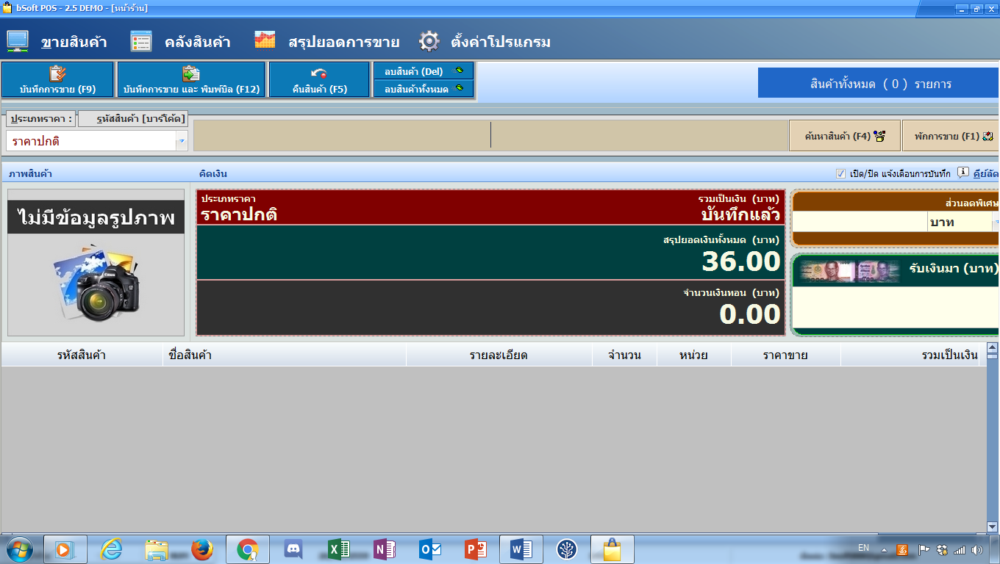 bSoft POS - 2.5 DEMO - [หน้าร้าน]
ขายสินค้า คลังสินค้า สรุปยอดการขาย ตั้งค่าโปรแกรม
บันทึกการขาย (F9) บันทึกการขาย และ พิมพ์บิล (F12) คืนสินค้า (F5) ลบสินค้า (Del)
ลบสินค้าทั้งหมด
สินค้าทั้งหมด ( 0 ) รายการ
ประเภทราคา : รหัสสินค้า [บาร์โค้ด]
ราคาปกติ
ค้นหาสินค้า (F4) พักการขาย (F1)
ภาพสินค้า คิดเงิน เปิด/ปิด แจ้งเตือนการบันทึก คีย์ลัด
ไม่มีข้อมูลรูปภาพ
Canon
ประเภทราคา รวมเป็นเงิน (บาท)
ราคาปกติ บันทึกแล้ว
สรุปยอดเงินทั้งหมด (บาท)
36.00
จำนวนเงินทอน (บาท)
0.00
ส่วนลดพิเศษ
บาท
รับเงินมา (บาท)
รหัสสินค้า ชื่อสินค้า รายละเอียด จำนวน หน่วย ราคาขาย รวมเป็นเงิน
EN